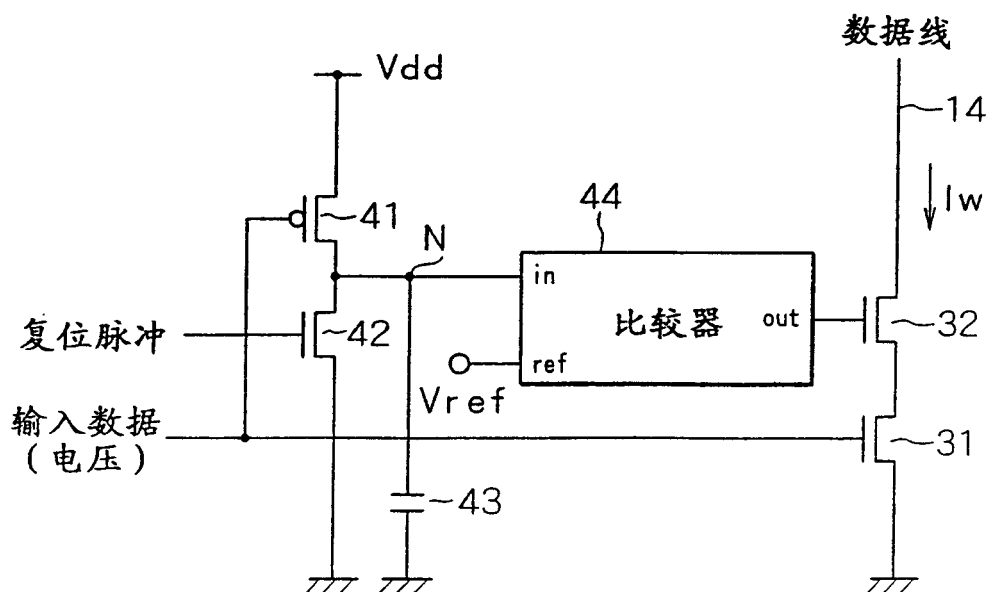 数据线
Vdd
14
Iw
44
41
N
in
比较器
out
复位脉冲
42
32
ref
Vref
输入数据
(电压)
31
43